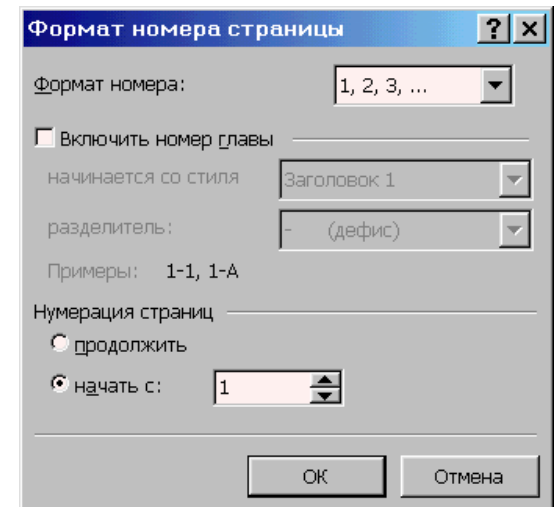 Формат номера страницы
Формат номера: 1, 2, 3, ...
Включить номер главы
начинается со стиля Заголовок 1
разделитель: - (дефис)
Примеры: 1-1, 1-A
Нумерация страниц
продолжить
начать с: 1
ОК Отмена